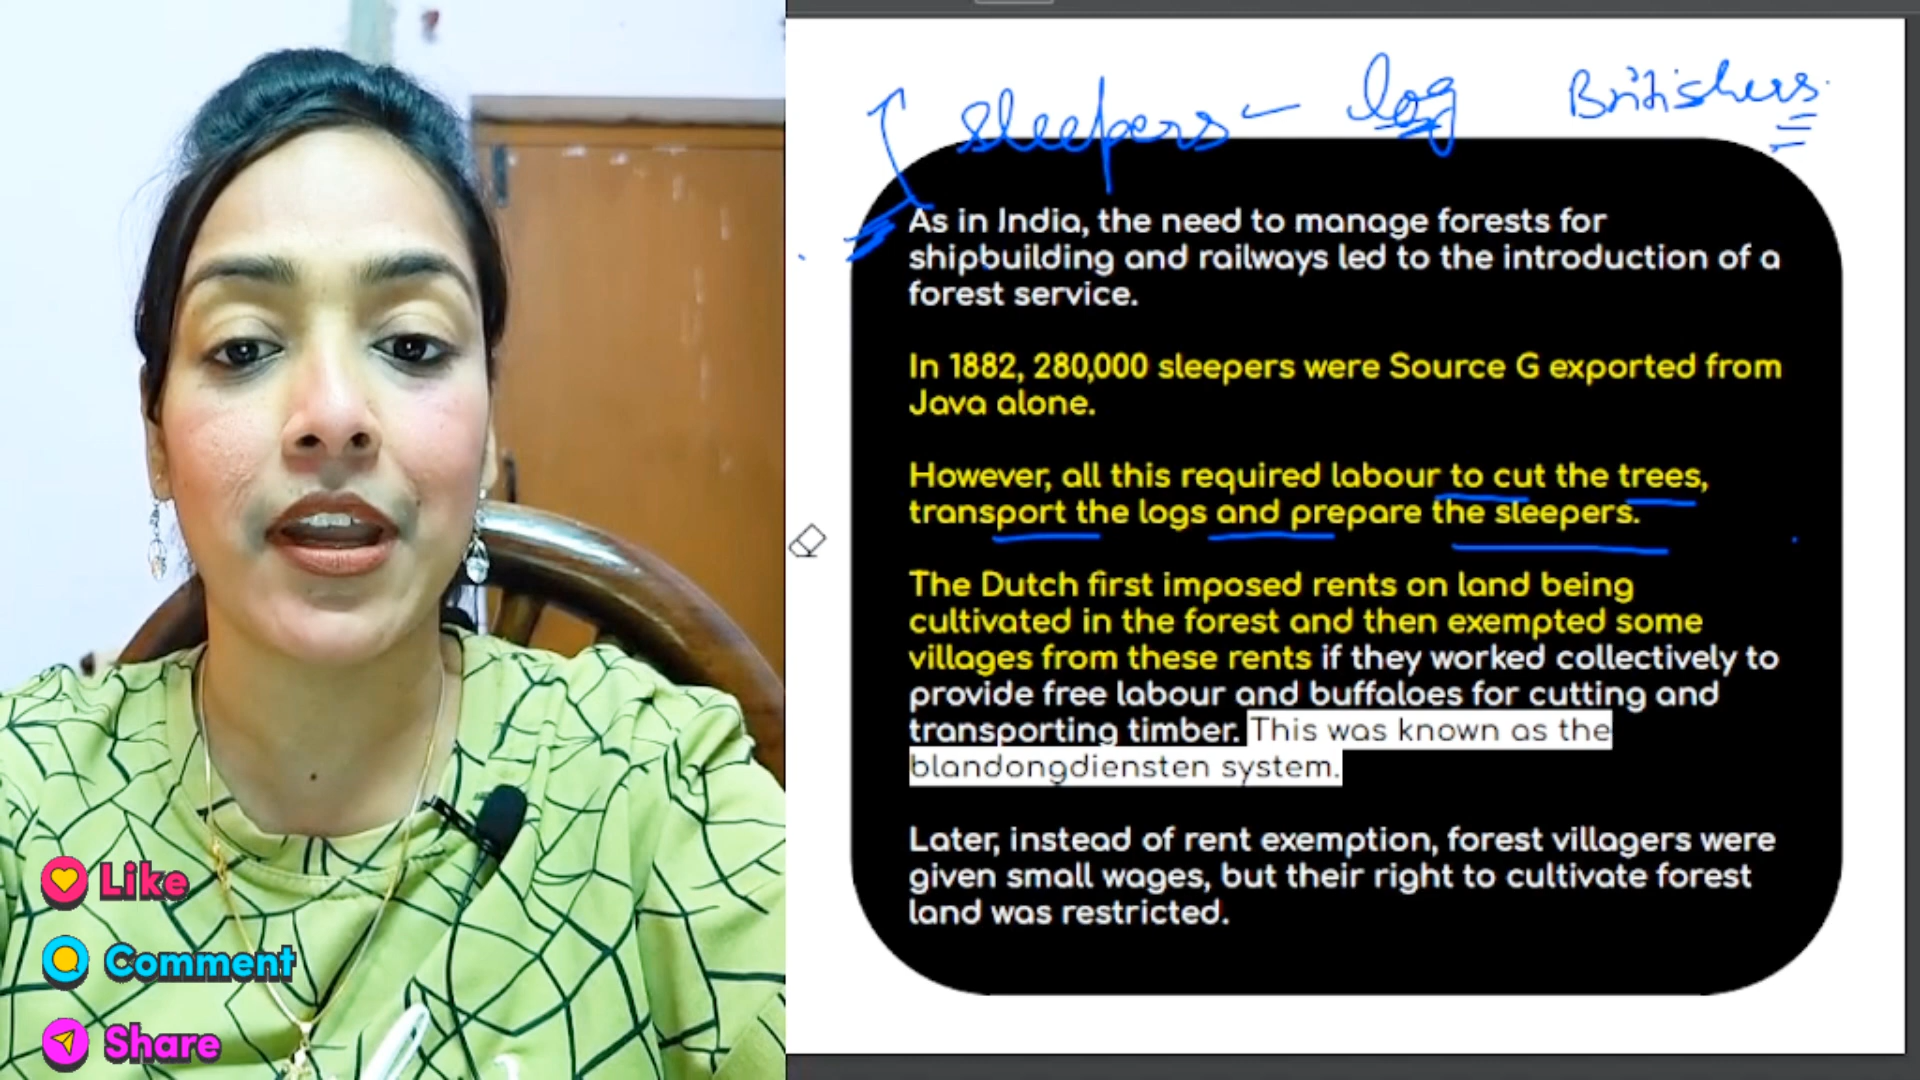 sleepers - log Britishers
As in India, the need to manage forests for
shipbuilding and railways led to the introduction of a
forest service.
In 1882, 280,000 sleepers were Source G exported from
Java alone.
However, all this required labour to cut the trees,
transport the logs and prepare the sleepers.
The Dutch first imposed rents on land being
cultivated in the forest and then exempted some
villages from these rents if they worked collectively to
provide free labour and buffaloes for cutting and
transporting timber. This was known as the
blandongdiensten system.
Later, instead of rent exemption, forest villagers were
given small wages, but their right to cultivate forest
land was restricted.
Like
Comment
Share